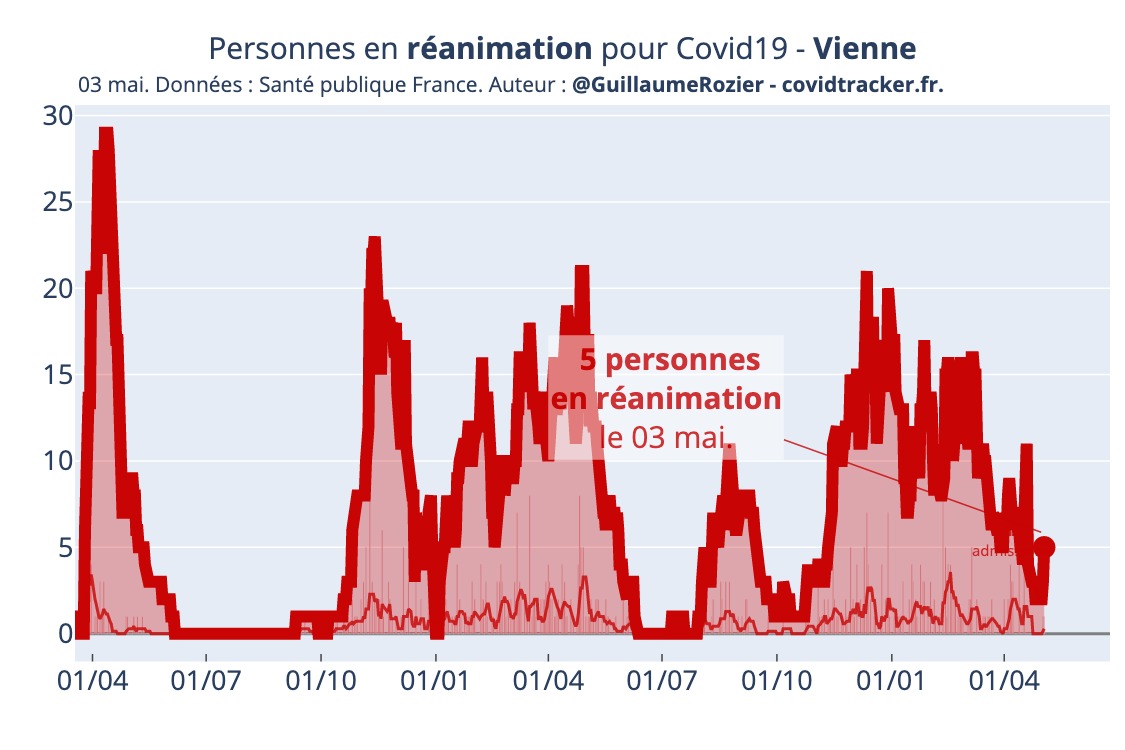 Personnes en réanimation pour Covid19 - Vienne
03 mai. Données : Santé publique France. Auteur : @GuillaumeRozier - covidtracker.fr.
30
25
20
15
10
5
0
5 personnes
en réanimation
le 03 mai.
01/04 01/07 01/10 01/01 01/04 01/07 01/10 01/01 01/04